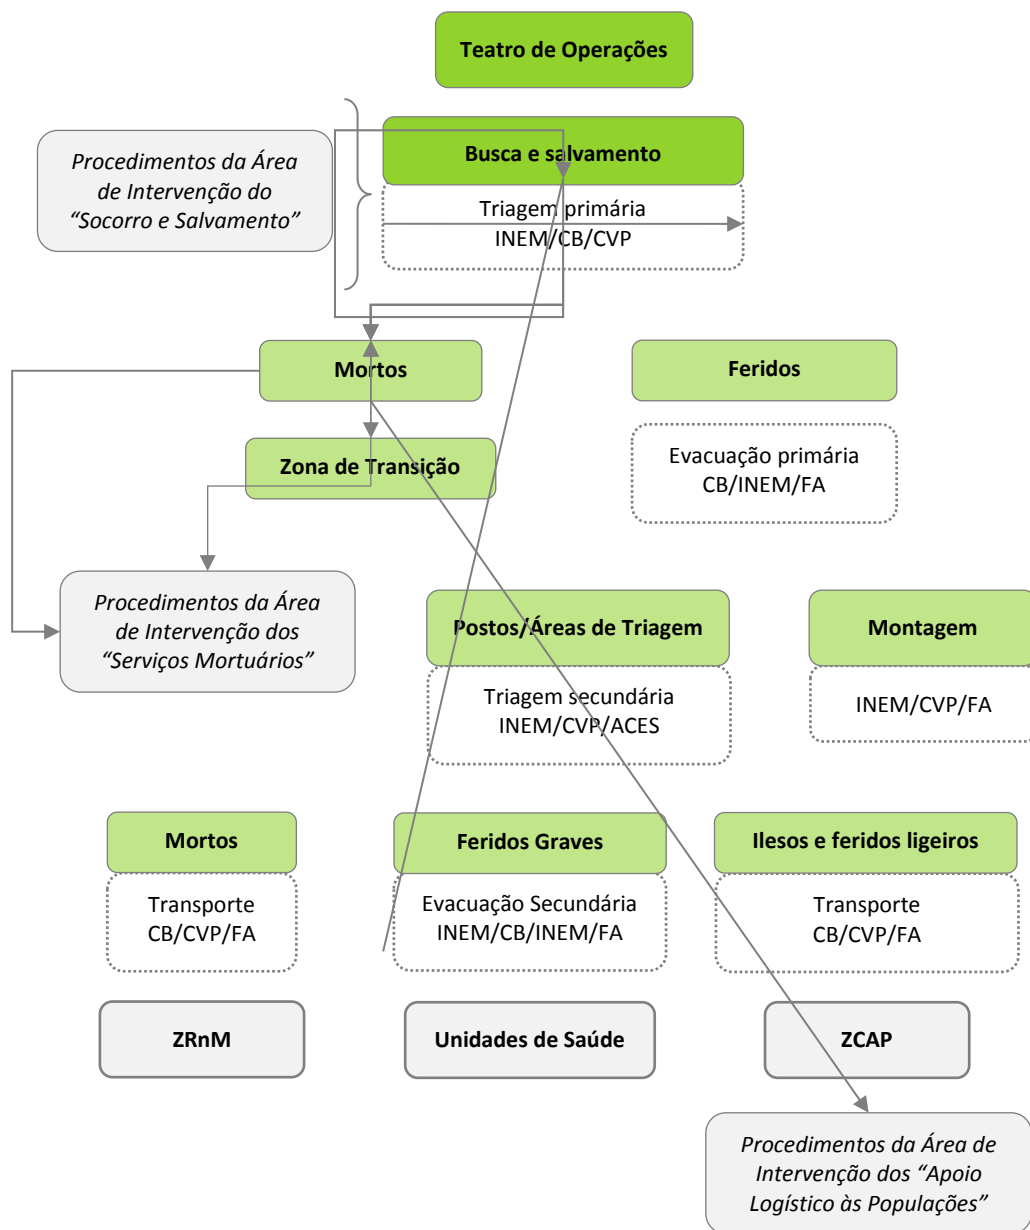 Teatro de Operações
Busca e salvamento
Procedimentos da Área
de Intervenção do
“Socorro e Salvamento”
Triagem primária
INEM/CB/CVP
Mortos
Feridos
Zona de Transição
Evacuação primária
CB/INEM/FA
Procedimentos da Área
de Intervenção dos
“Serviços Mortuários”
Postos/Áreas de Triagem
Montagem
Triagem secundária
INEM/CVP/ACES
INEM/CVP/FA
Mortos
Feridos Graves
Ilesos e feridos ligeiros
Transporte
CB/CVP/FA
Evacuação Secundária
INEM/CB/INEM/FA
Transporte
CB/CVP/FA
ZRnM
Unidades de Saúde
ZCAP
Procedimentos da Área de
Intervenção dos “Apoio
Logístico às Populações”